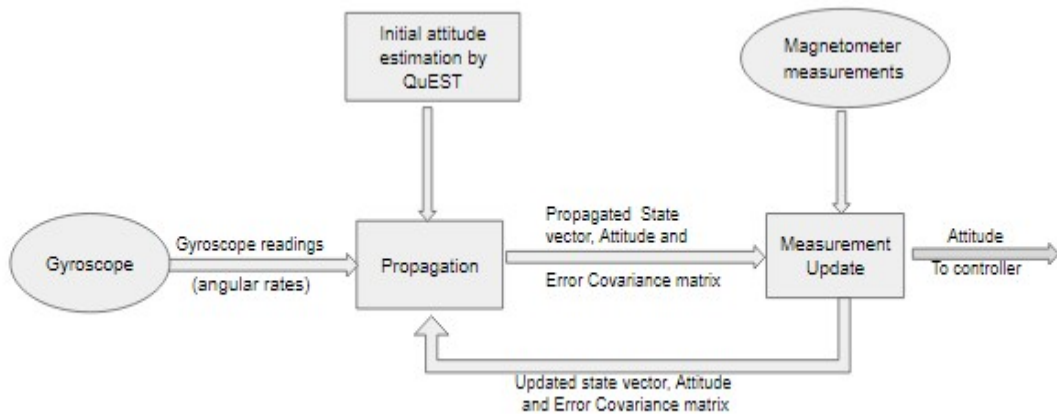 Initial attitude
estimation by
QuEST
Magnetometer
measurements
Gyroscope
Gyroscope readings
(angular rates)
Propagation
Propagated State
vector, Attitude and
Error Covariance matrix
Measurement
Update
Attitude
To controller
Updated state vector, Attitude
and Error Covariance matrix